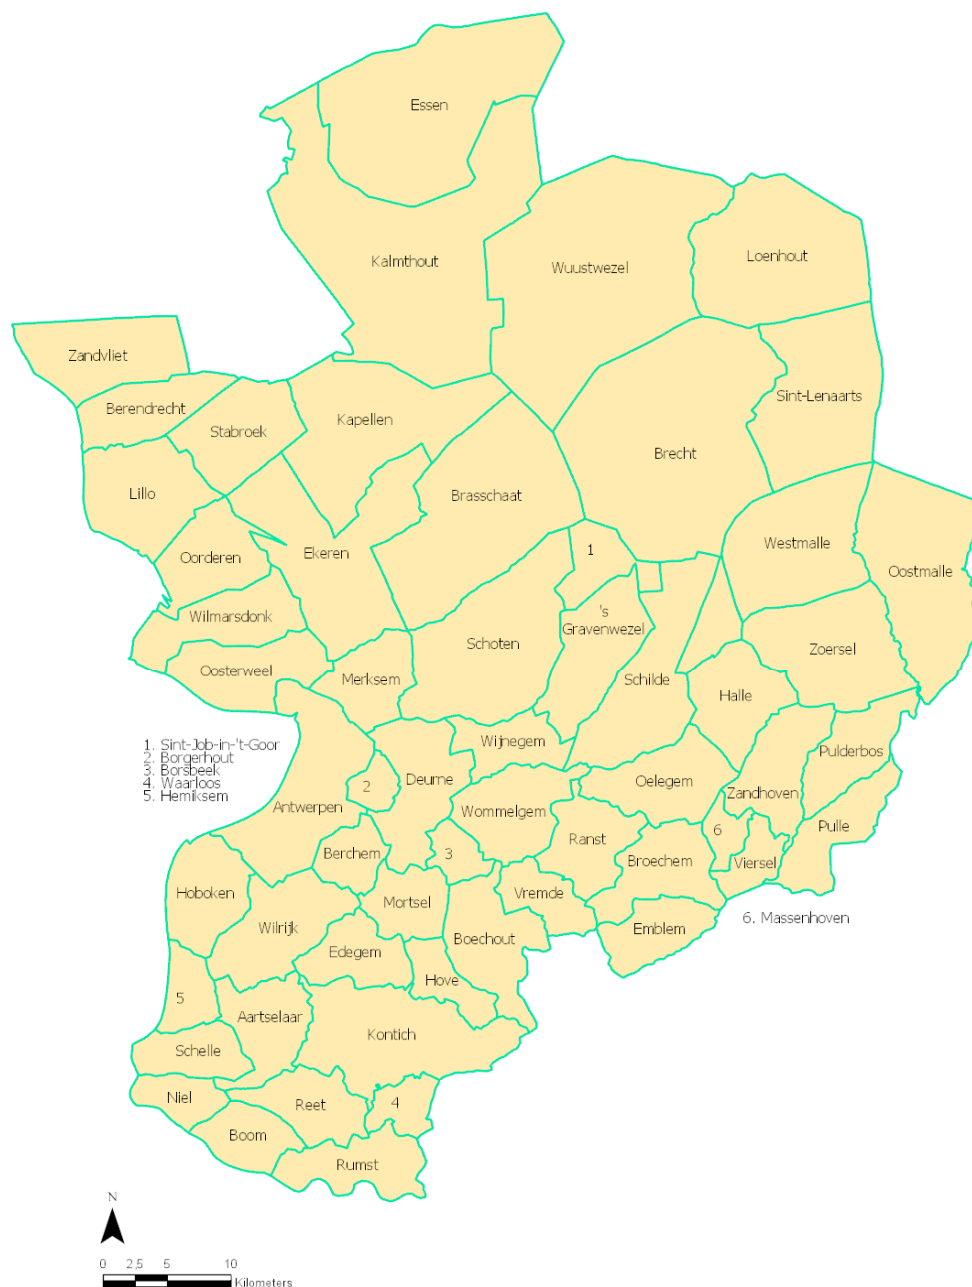 Essen
Kalmthout
Wuustwezel
Loenhout
Zandvliet
Berendrecht
Stabroek
Kapellen
Sint-Lenaarts
Brecht
Lillo
Brasschaat
Oorderen
Ekeren
1
Westmalle
Oostmalle
Wilmarsdonk
's
Gravenwezel
Schoten
Zoersel
Oosterweel
Merksem
Schilde
Halle
Wijnegem
1. Sint-Job-in-'t-Goor
2. Borgerhout
3. Borsbeek
4. Waarloos
5. Hemiksem
Pulderbos
Deurne
Oelegem
2
Zandhoven
Antwerpen
Wommelgem
Pulle
6
Ranst
Berchem
3
Broechem
Viersel
Hoboken
Vremde
Mortsel
6. Massenhoven
Wilrijk
Emblem
Boechout
Edegem
Hove
5
Aartselaar
Kontich
Schelle
Niel
Reet
4
Boom
Rumst
N
0 2,5 5 10
Kilometers